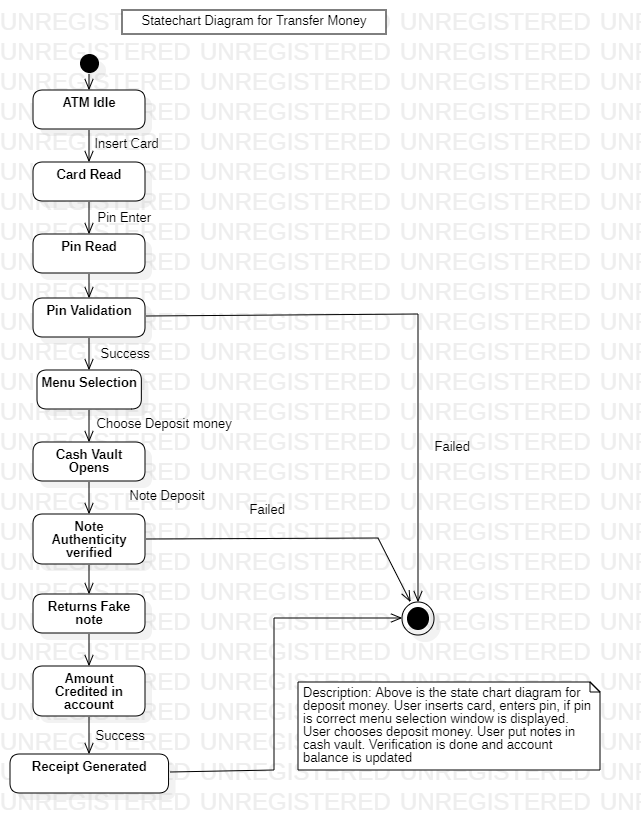 Statechart Diagram for Transfer Money
ATM Idle
Insert Card
Card Read
Pin Enter
Pin Read
Pin Validation
Success
Menu Selection
Choose Deposit money
Failed
Cash Vault
Opens
Note Deposit
Failed
Note
Authenticity
verified
Returns Fake
note
Amount
Credited in
account
Success
Receipt Generated
Description: Above is the state chart diagram for
deposit money. User inserts card, enters pin, if pin
is correct menu selection window is displayed.
User chooses deposit money. User put notes in
cash vault. Verification is done and account
balance is updated
UNREGISTERED